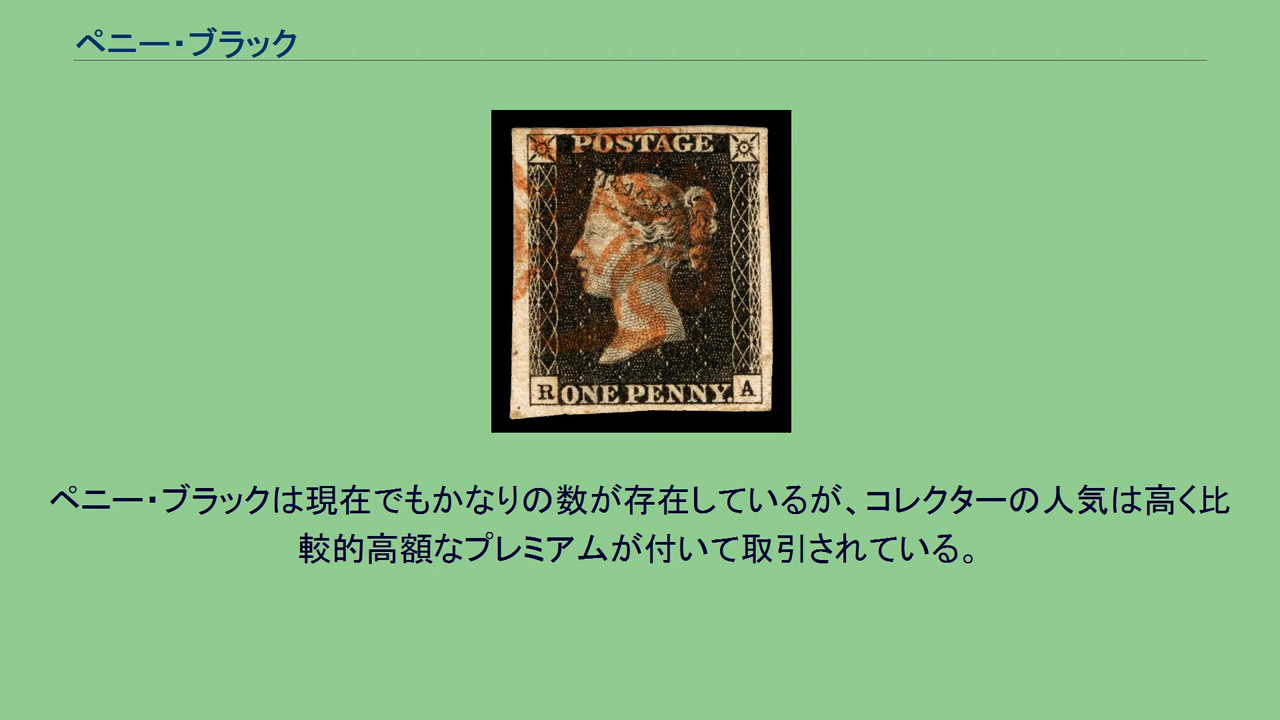 ペニー・ブラック
POSTAGE
R ONE PENNY. A
ペニー・ブラックは現在でもかなりの数が存在しているが、コレクターの人気は高く比
較的高額なプレミアムが付いて取引されている。